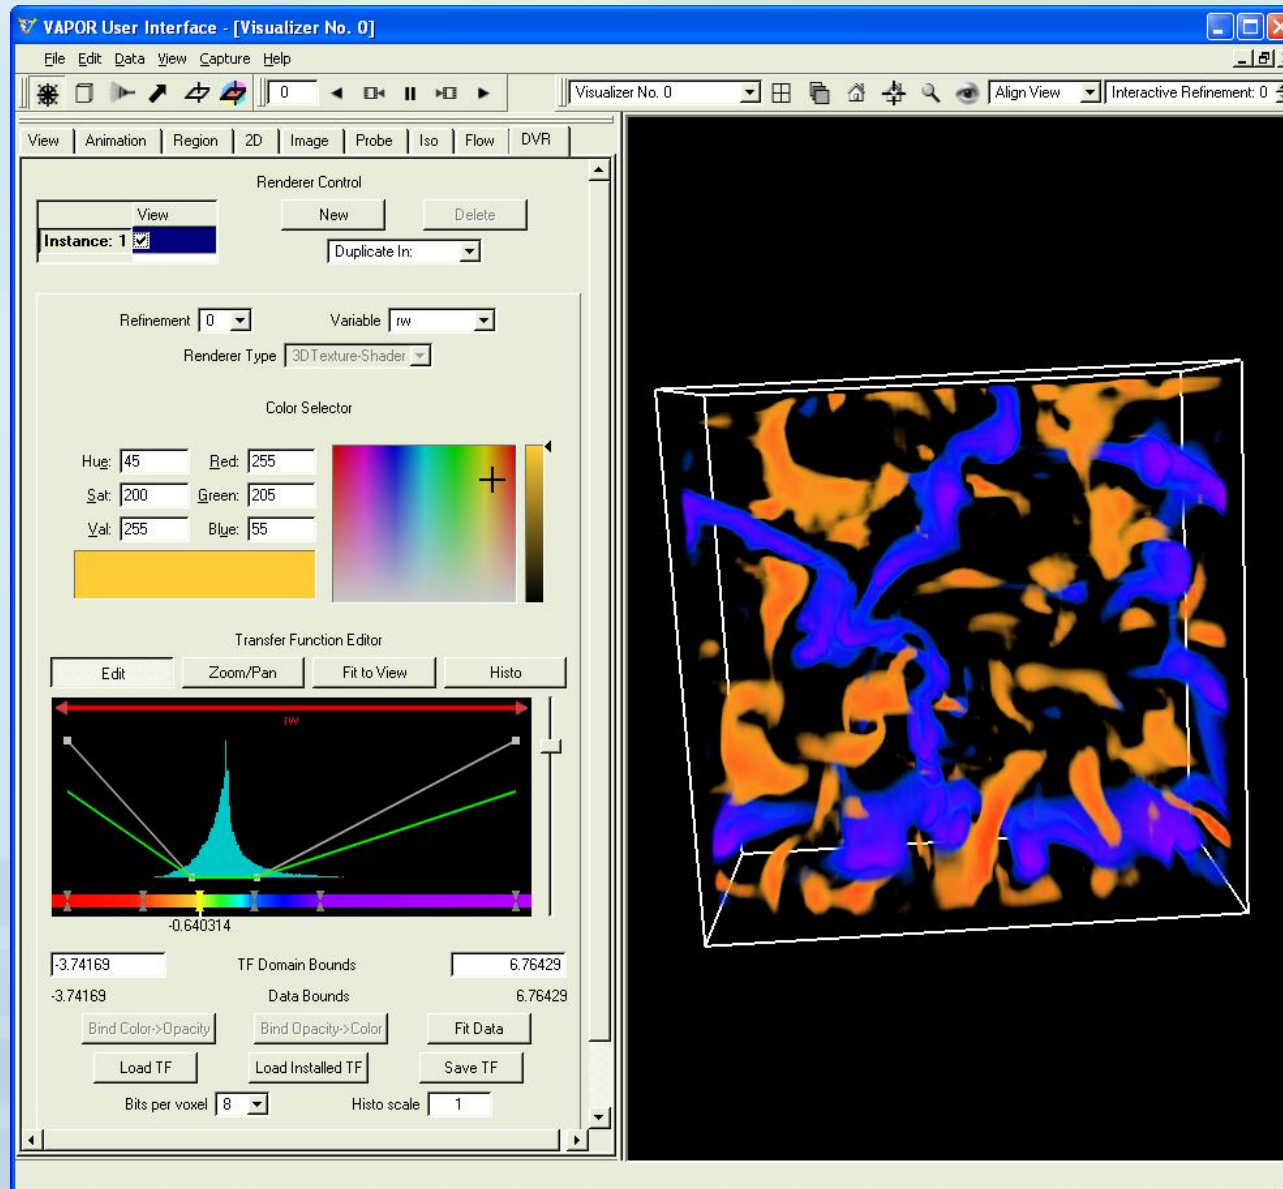 VAPOR User Interface - [Visualizer No. 0]
File Edit Data View Capture Help
0 Visualizer No. 0 Align View Interactive Refinement: 0
View Animation Region 2D Image Probe Iso Flow DVR
Renderer Control
View New Delete
Instance: 1
Duplicate In:
Refinement 0 Variable rw
Renderer Type 3DTexture-Shader
Color Selector
Hue: 45 Red: 255
Sat: 200 Green: 205
Val: 255 Blue: 55
Transfer Function Editor
Edit Zoom/Pan Fit to View Histo
rw
-0.640314
-3.74169 TF Domain Bounds 6.76429
-3.74169 Data Bounds 6.76429
Bind Color->Opacity Bind Opacity->Color Fit Data
Load TF Load Installed TF Save TF
Bits per voxel 8 Histo scale 1